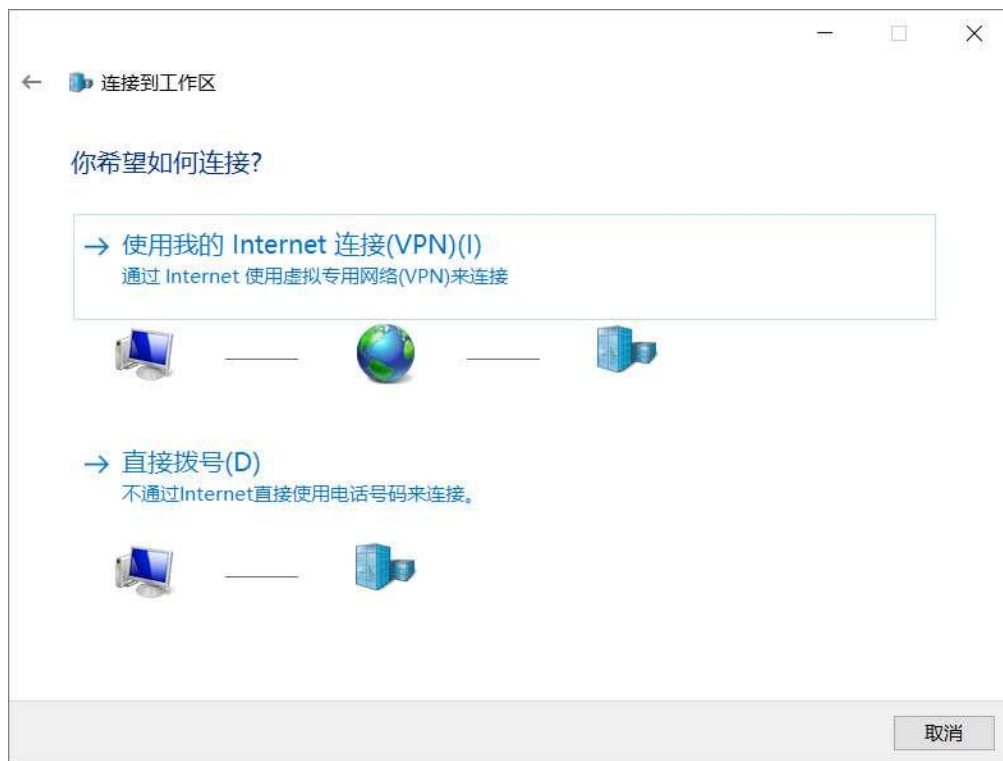 连接到工作区
你希望如何连接?
使用我的 Internet 连接(VPN)(I)
通过 Internet 使用虚拟专用网络(VPN)来连接
直接拨号(D)
不通过Internet直接使用电话号码来连接。
取消